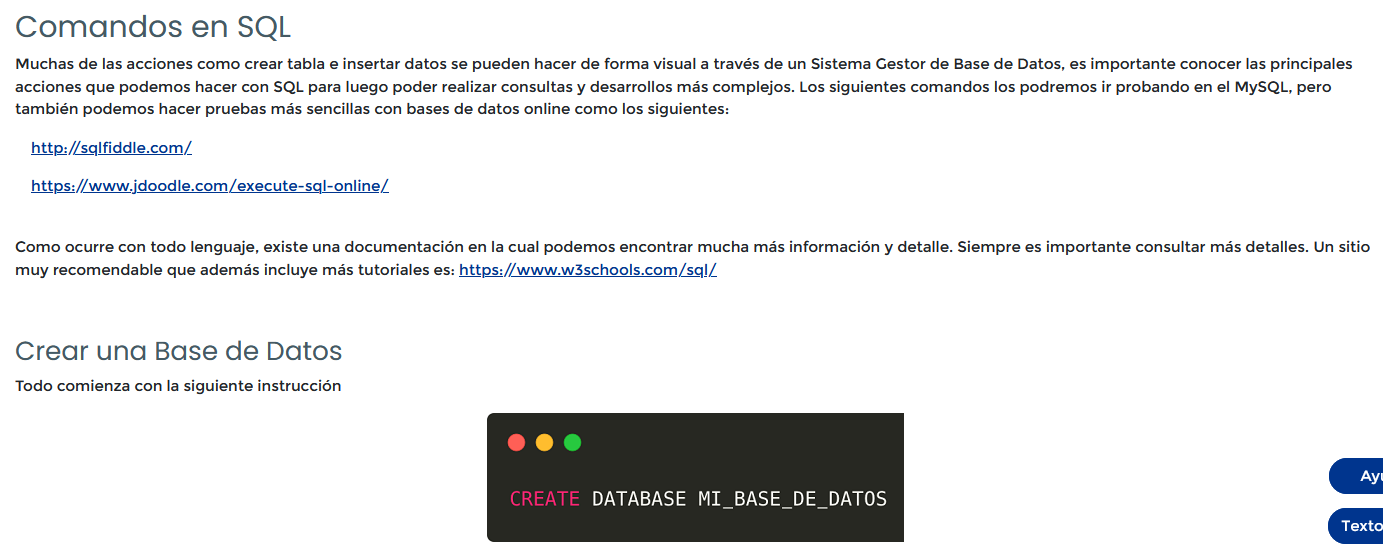 Comandos en SQL
Muchas de las acciones como crear tabla e insertar datos se pueden hacer de forma visual a través de un Sistema Gestor de Base de Datos, es importante conocer las principales
acciones que podemos hacer con SQL para luego poder realizar consultas y desarrollos más complejos. Los siguientes comandos los podremos ir probando en el MySQL, pero
también podemos hacer pruebas más sencillas con bases de datos online como los siguientes:
http://sqlfiddle.com/
https://www.jdoodle.com/execute-sql-online/
Como ocurre con todo lenguaje, existe una documentación en la cual podemos encontrar mucha más información y detalle. Siempre es importante consultar más detalles. Un sitio
muy recomendable que además incluye más tutoriales es: https://www.w3schools.com/sql/
Crear una Base de Datos
Todo comienza con la siguiente instrucción
CREATE DATABASE MI_BASE_DE_DATOS
Texto